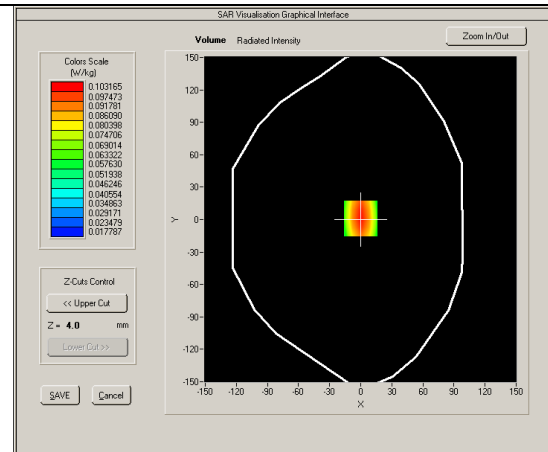 SAR Visualisation Graphical Interface
Volume Radiated Intensity
Zoom In/Out
Colors Scale
(W/kg)
0.103165
0.097473
0.091781
0.086090
0.080398
0.074706
0.069014
0.063322
0.057630
0.051938
0.046246
0.040554
0.034863
0.029171
0.023479
0.017787
Z-Cuts Control
<< Upper Cut
Z = 4.0 mm
Lower Cut >>
SAVE Cancel
150
120
90
60
30
0
-30
-60
-90
-120
-150
Y
-150 -120 -90 -60 -30 0 30 60 90 120 150
X